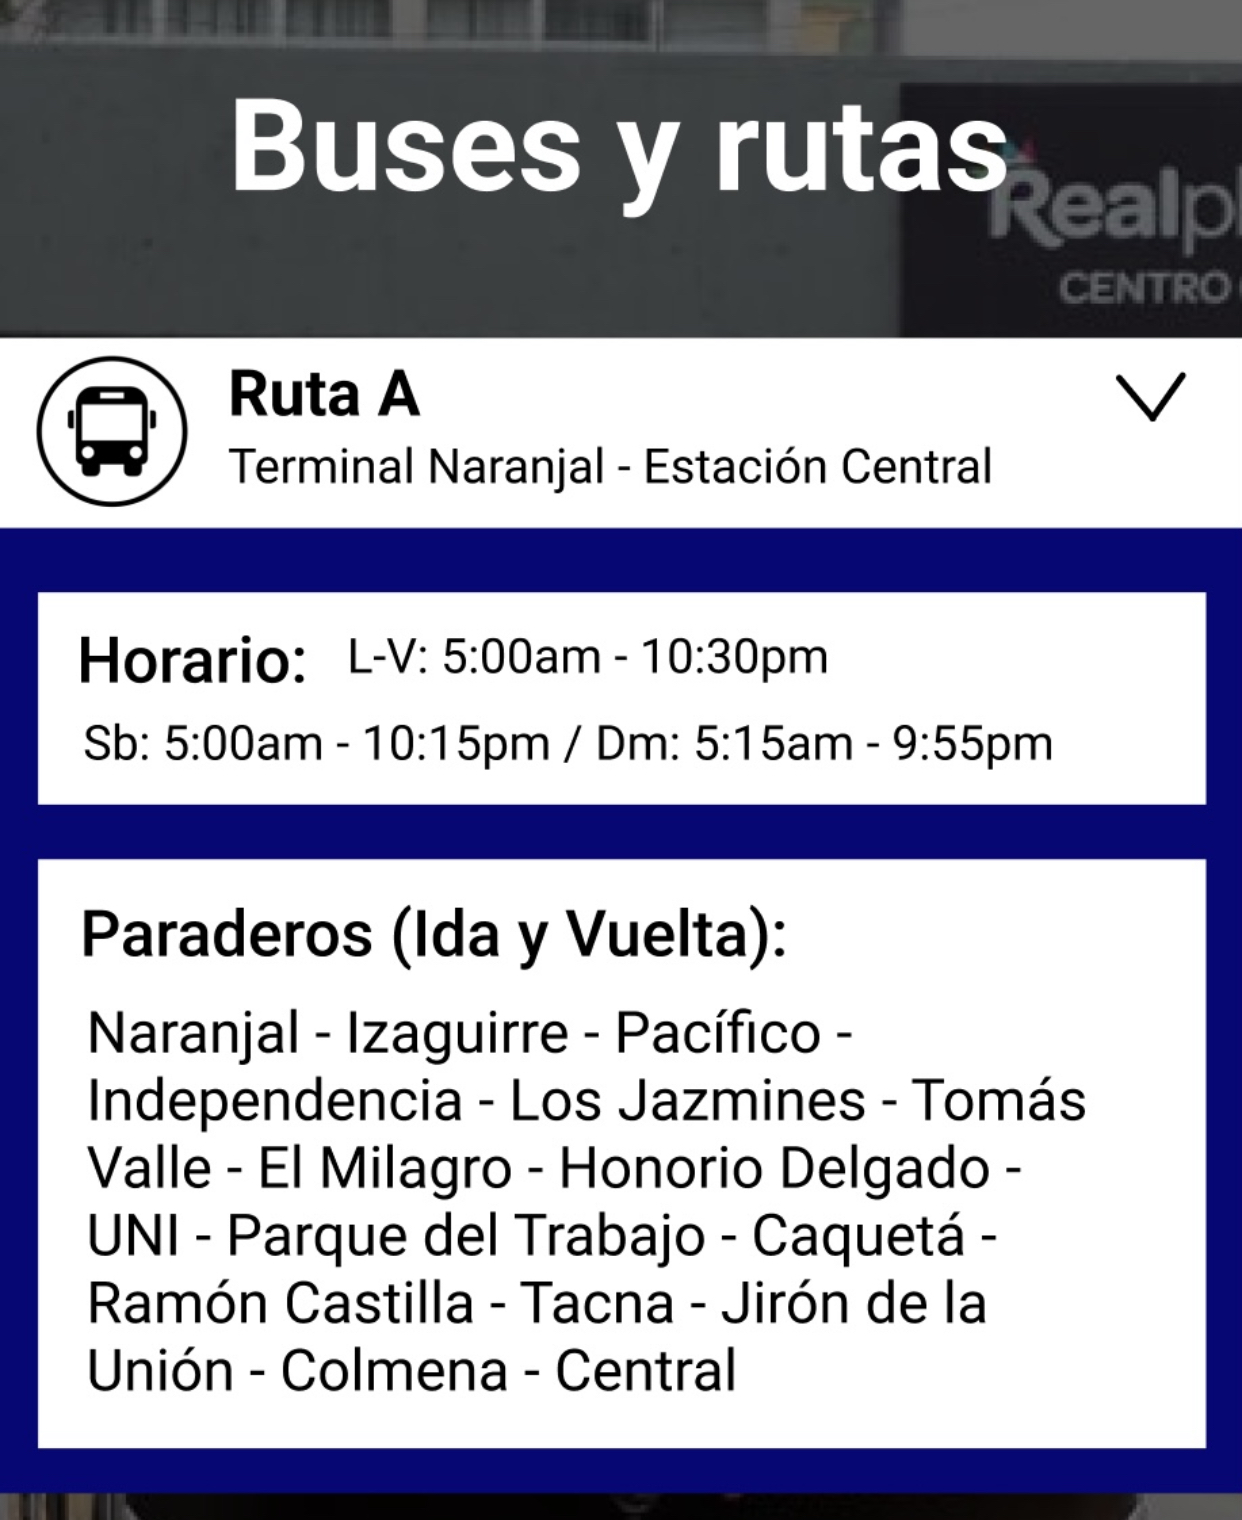 Buses y rutas
Realp
CENTRO
Ruta A
Terminal Naranjal - Estación Central
Horario: L-V: 5:00am - 10:30pm
Sb: 5:00am - 10:15pm / Dm: 5:15am - 9:55pm
Paraderos (Ida y Vuelta):
Naranjal - Izaguirre - Pacífico -
Independencia - Los Jazmines - Tomás
Valle - El Milagro - Honorio Delgado -
UNI - Parque del Trabajo - Caquetá -
Ramón Castilla - Tacna - Jirón de la
Unión - Colmena - Central